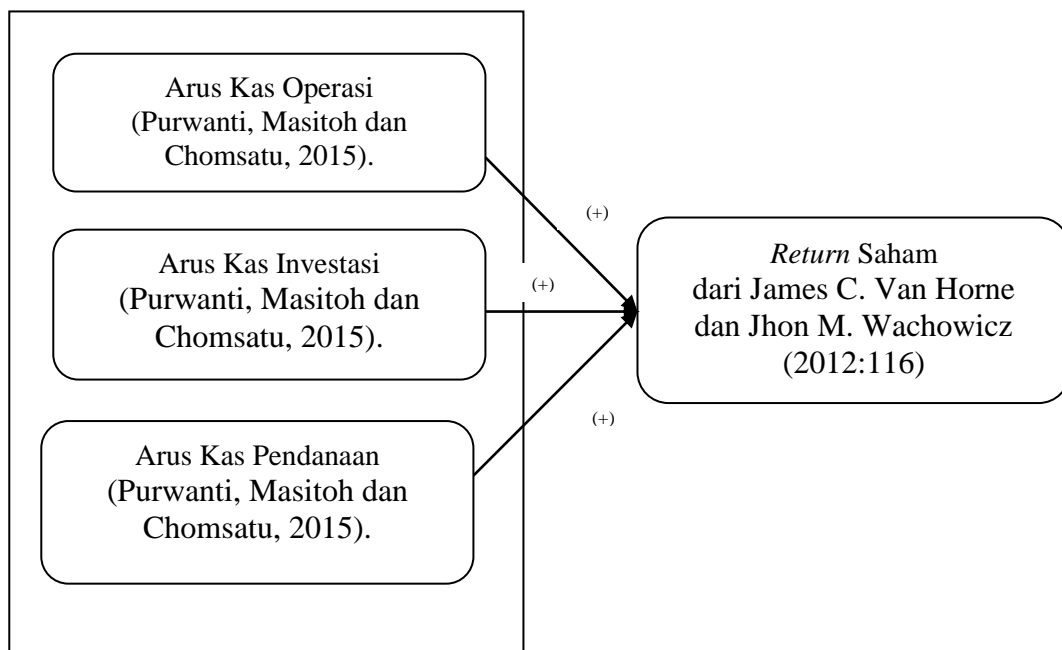 Arus Kas Operasi
(Purwanti, Masitoh dan
Chomsatu, 2015).
(+)
Arus Kas Investasi
(Purwanti, Masitoh dan
Chomsatu, 2015).
(+)
Arus Kas Pendanaan
(Purwanti, Masitoh dan
Chomsatu, 2015).
(+)
Return Saham
dari James C. Van Horne
dan Jhon M. Wachowicz
(2012:116)